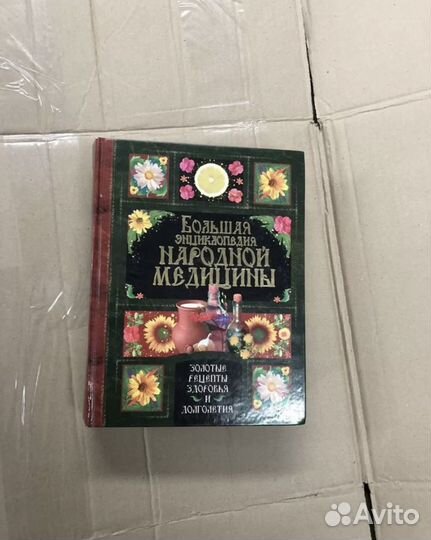 Большая
энциклопедия
народной
медицины
Золотые
рецепты
здоровья
и
долголетия
Avito